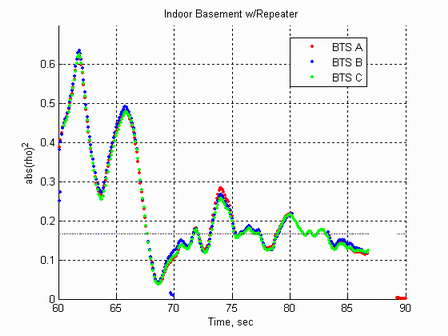 Indoor Basement w/Repeater
BTS A
BTS B
BTS C
abs(rho)^2
0.6
0.5
0.4
0.3
0.2
0.1
0
60 65 70 75 80 85 90
Time, sec